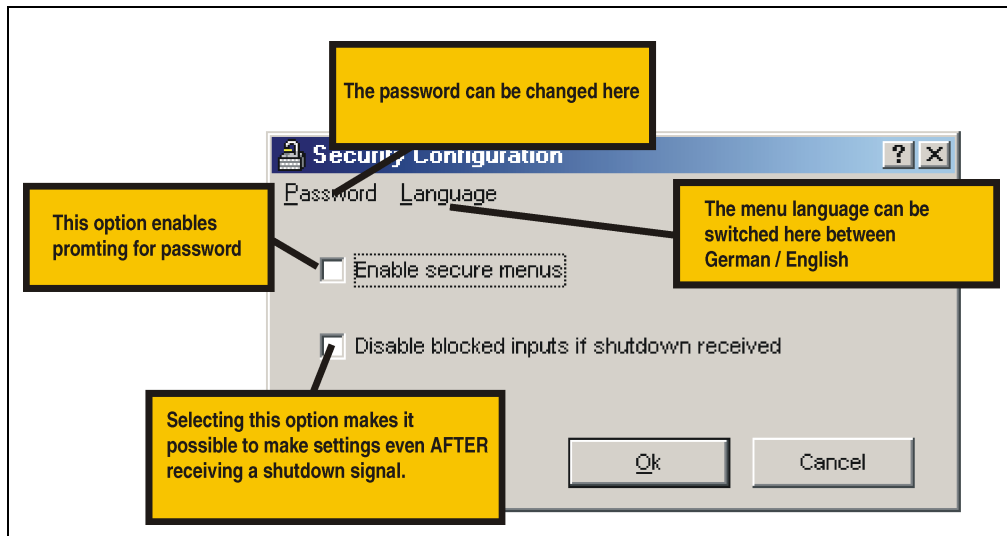 The password can be changed here
Security Configuration
Password Language
This option enables
promting for password
The menu language can be
switched here between
German / English
Enable secure menus
Disable blocked inputs if shutdown received
Selecting this option makes it
possible to make settings even AFTER
receiving a shutdown signal.
Ok
Cancel